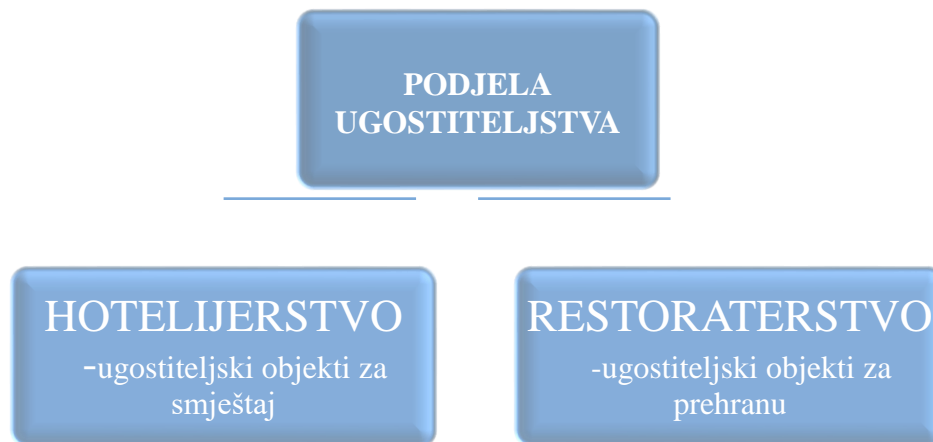 PODJELA
UGOSTITELJSTVA
HOTELIJERSTVO
-ugostiteljski objekti za
smještaj
RESTORATERSTVO
-ugostiteljski objekti za
prehranu